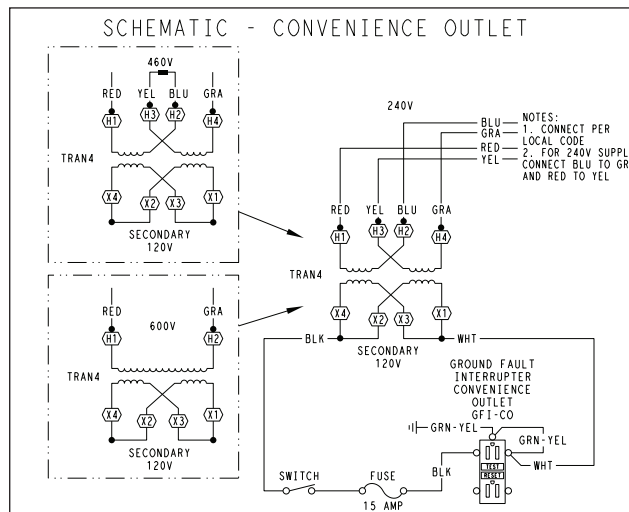 SCHEMATIC - CONVENIENCE OUTLET
460V
RED YEL BLU GRA
H1 H3 H2 H4
TRAN4
X4 X2 X3 X1
SECONDARY
120V
RED GRA
600V
H1 H2
TRAN4
X4 X2 X3 X1
SECONDARY
120V
240V
BLU
GRA
RED
YEL
NOTES:
1. CONNECT PER
LOCAL CODE
2. FOR 240V SUPPL
CONNECT BLU TO GR
AND RED TO YEL
RED YEL BLU GRA
H1 H3 H2 H4
TRAN4
X4 X2 X3 X1
BLK WHT
SECONDARY
120V
GROUND FAULT
INTERRUPTER
CONVENIENCE
OUTLET
GFI-CO
GRN-YEL
GRN-YEL
WHT
BLK
TEST
RESET
SWITCH
FUSE
15 AMP